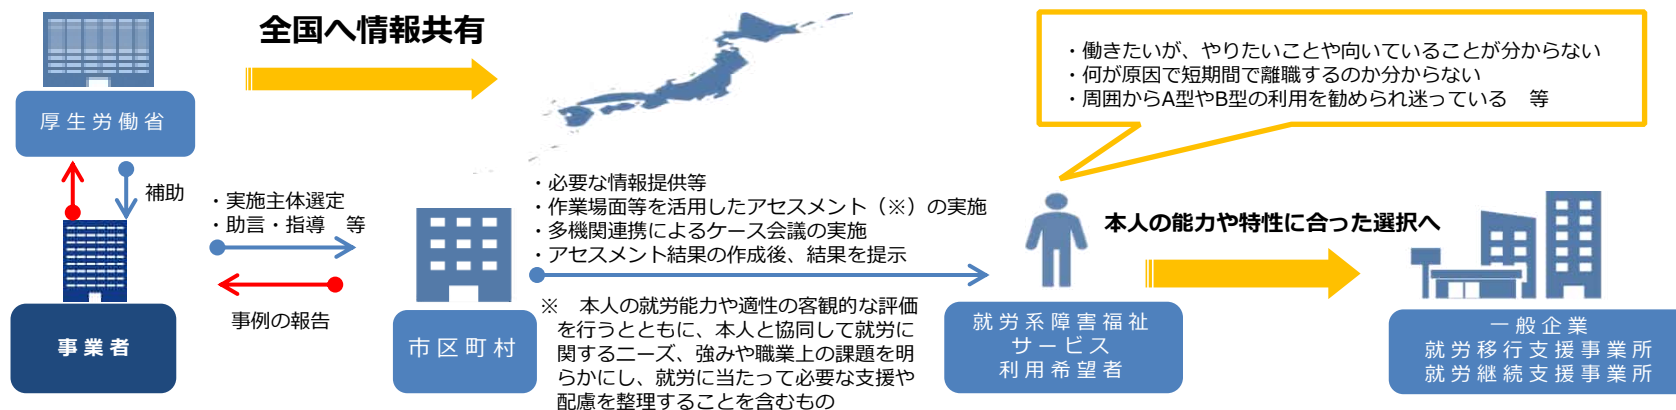 全国へ情報共有
厚生労働省
補助
・実施主体選定
・助言・指導　等
事例の報告
事業者
市区町村
・必要な情報提供等
・作業場面等を活用したアセスメント（※）の実施
・多機関連携によるケース会議の実施
・アセスメント結果の作成後、結果を提示
※　本人の就労能力や適性の客観的な評価
を行うとともに、本人と協同して就労に
関するニーズ、強みや職業上の課題を明
らかにし、就労に当たって必要な支援や
配慮を整理することを含むもの
・働きたいが、やりたいことや向いていることが分からない
・何が原因で短期間で離職するのか分からない
・周囲からA型やB型の利用を勧められ迷っている　等
就労系障害福祉
サービス
利用希望者
本人の能力や特性に合った選択へ
一般企業
就労移行支援事業所
就労継続支援事業所